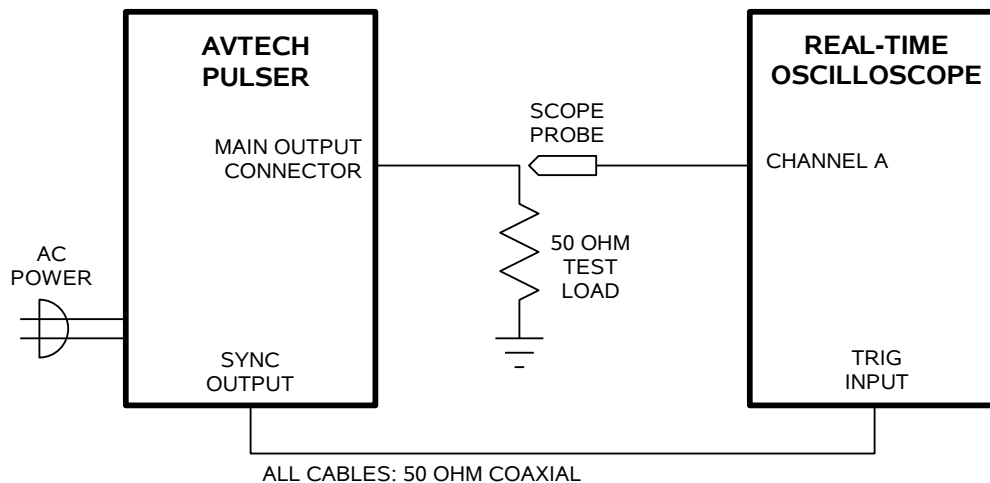 AVTECH
PULSER
REAL-TIME
OSCILLOSCOPE
SCOPE
PROBE
MAIN OUTPUT
CONNECTOR
CHANNEL A
50 OHM
TEST
LOAD
AC
POWER
SYNC
OUTPUT
TRIG
INPUT
ALL CABLES: 50 OHM COAXIAL